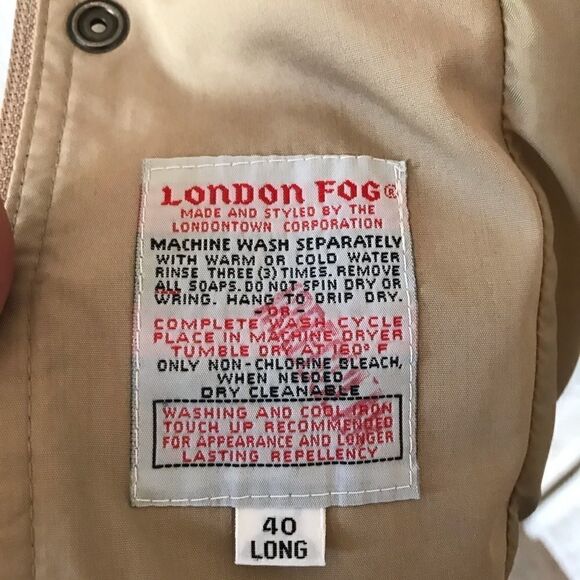 LONDON FOG®
MADE AND STYLED BY THE
LONDONTOWN CORPORATION
MACHINE WASH SEPARATELY
WITH WARM OR COLD WATER
RINSE THREE (3) TIMES. REMOVE
ALL SOAPS. DO NOT SPIN DRY OR
WRING. HANG TO DRIP DRY.
-OR-
COMPLETE WASH CYCLE
PLACE IN MACHINE DRYER
TUMBLE DRY AT 160° F
ONLY NON-CHLORINE BLEACH,
WHEN NEEDED
DRY CLEANABLE
WASHING AND COOL IRON
TOUCH UP RECOMMENDED
FOR APPEARANCE AND LONGER
LASTING REPELLENCY
40
LONG